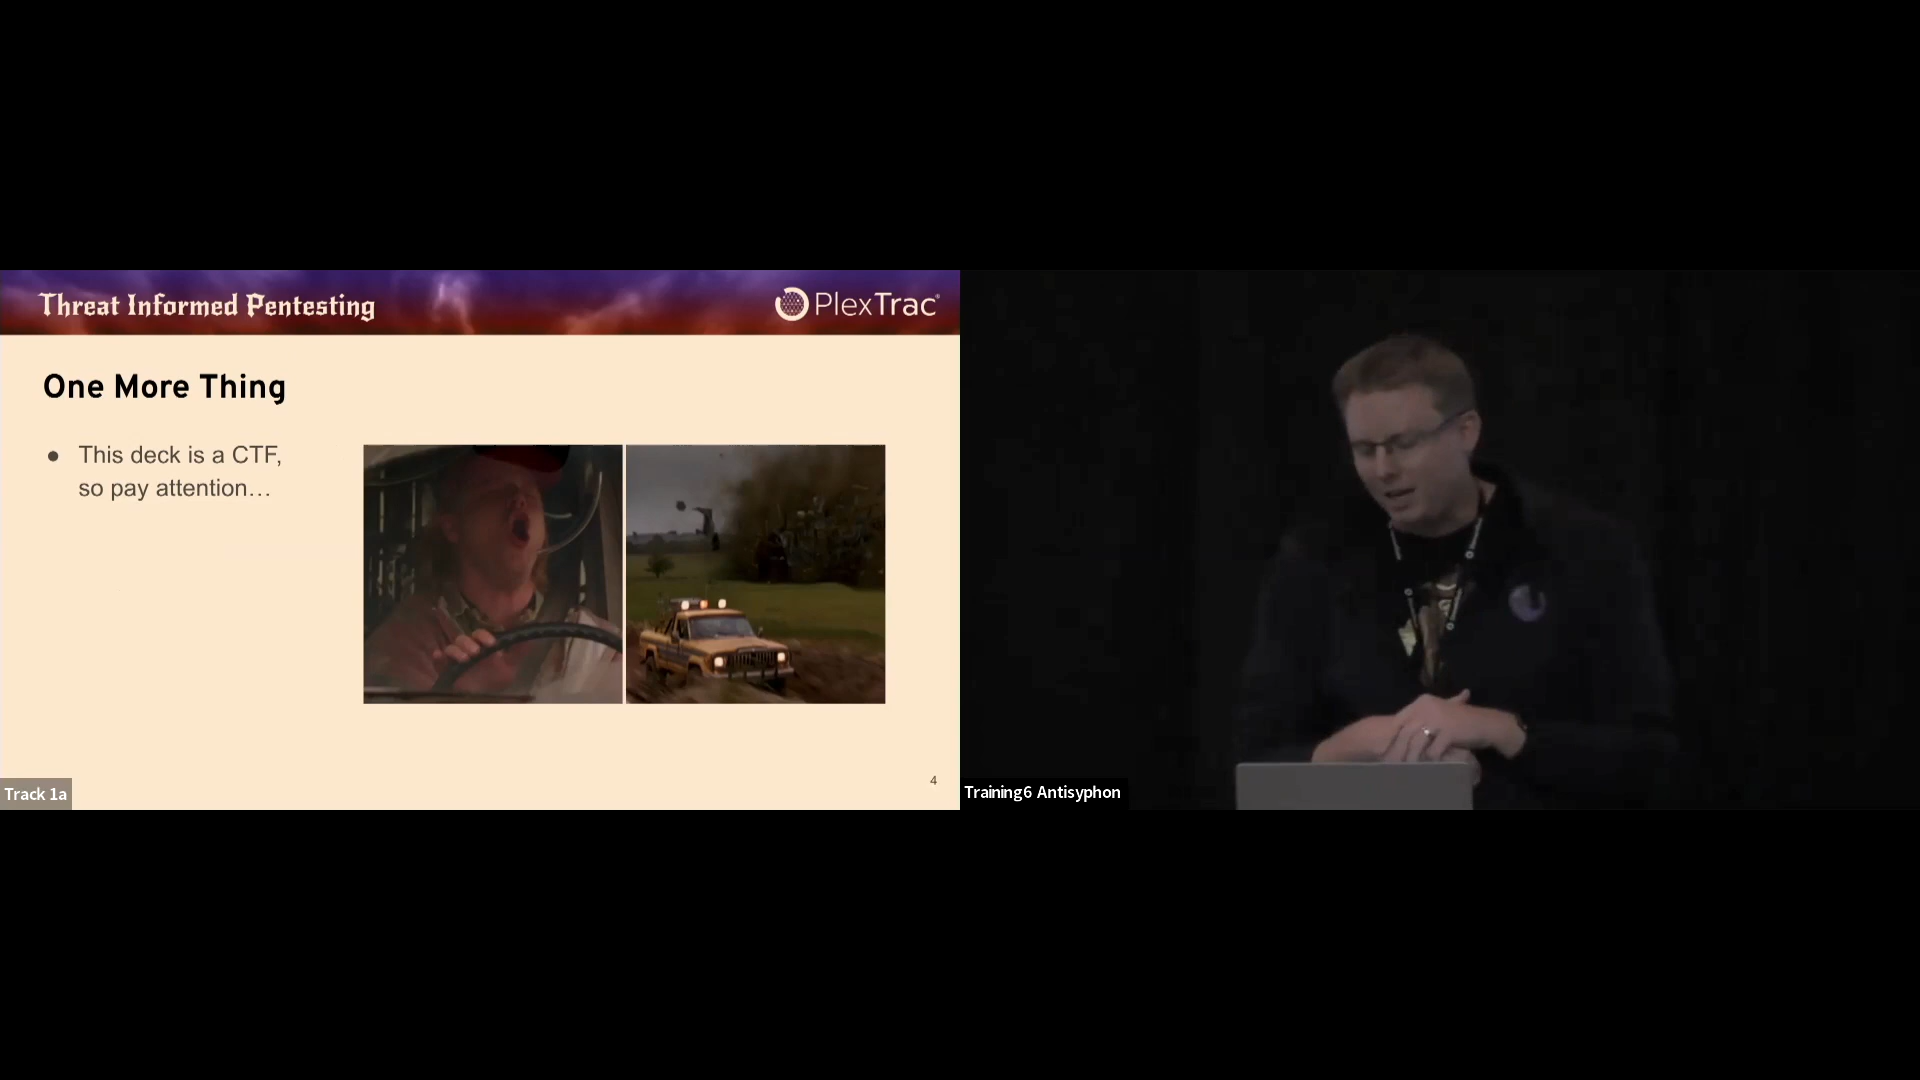 Threat Informed Pentesting
PlexTrac
One More Thing
This deck is a CTF,
so pay attention…
4
Track 1a
Training6 Antisyphon